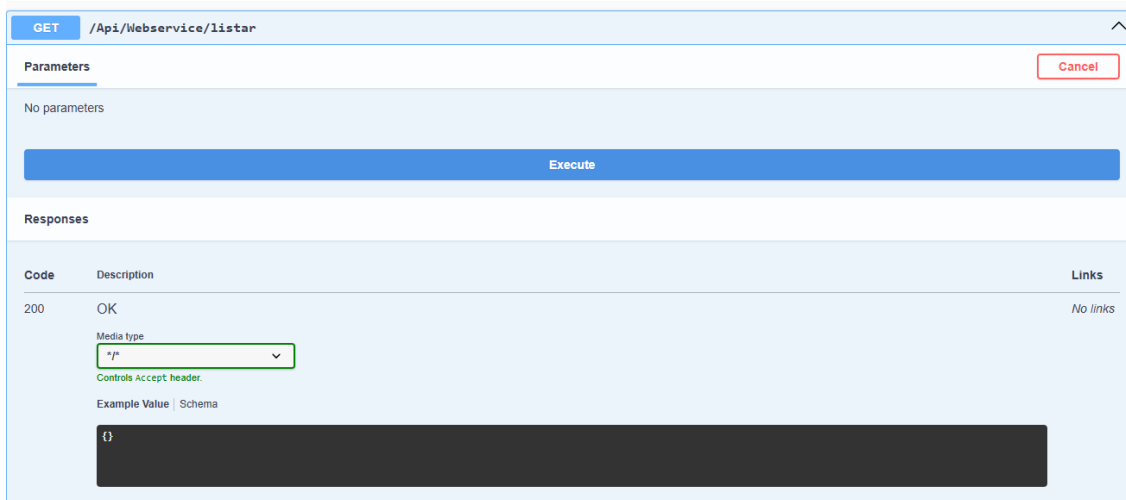 GET /Api/Webservice/listar
Parameters Cancel
No parameters
Execute
Responses
Code Description Links
200 OK No links
Media type
*/*
Controls Accept header.
Example Value Schema
{}